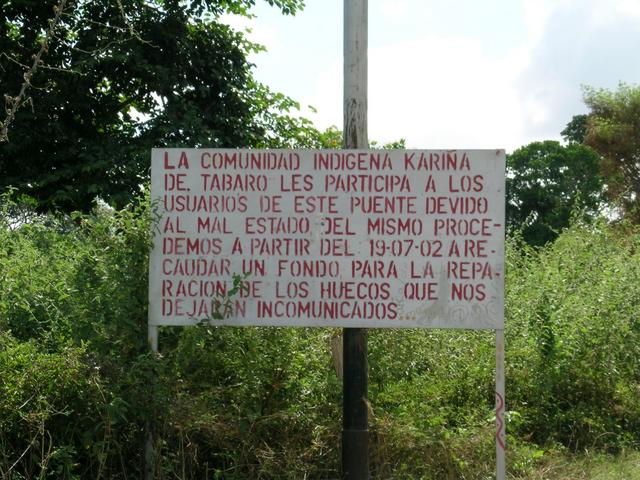 LA COMUNIDAD INDIGENA KARIÑA
DE, TABARO LES PARTICIPA A LOS
USUARIOS DE ESTE PUENTE DEVIDO
AL MAL ESTADO DEL MISMO PROCE-
DEMOS A PARTIR DEL 19-07-02 A RE-
CAUDAR UN FONDO PARA LA REPA-
RACION DE LOS HUECOS QUE NOS
DEJARAN INCOMUNICADOS...